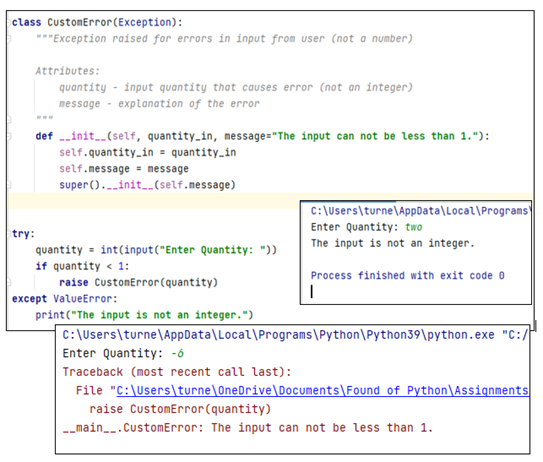 class CustomError(Exception):
"""Exception raised for errors in input from user (not a number)
Attributes:
quantity - input quantity that causes error (not an integer)
message - explanation of the error
"""
def __init__(self, quantity_in, message="The input can not be less than 1."):
self.quantity_in = quantity_in
self.message = message
super().__init__(self.message)
try:
quantity = int(input("Enter Quantity: "))
if quantity < 1:
raise CustomError(quantity)
except ValueError:
print("The input is not an integer.")
C:\Users\turne\AppData\Local\Programs\
Enter Quantity: two
The input is not an integer.
Process finished with exit code 0
C:\Users\turne\AppData\Local\Programs\Python\Python39\python.exe "C:/
Enter Quantity: -6
Traceback (most recent call last):
File "C:\Users\turne\OneDrive\Documents\Found of Python\Assignments
raise CustomError(quantity)
__main__.CustomError: The input can not be less than 1.